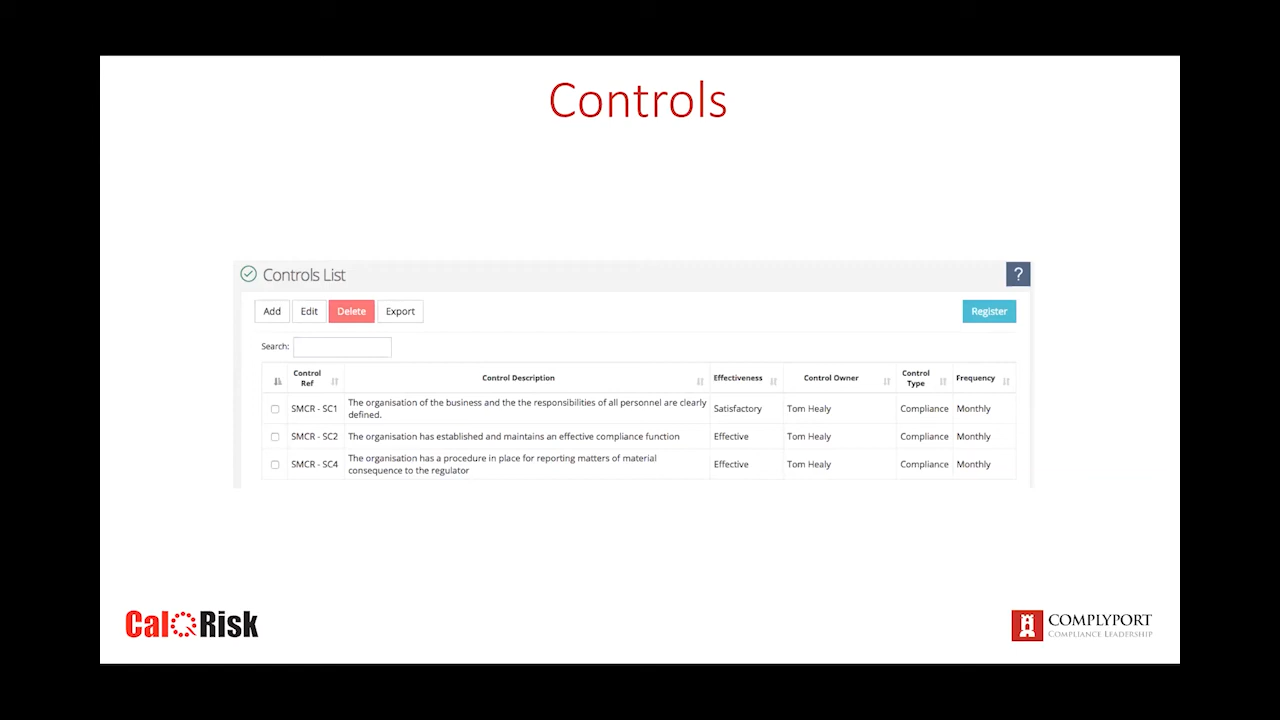 Controls
Controls List
?
Add Edit Delete Export Register
Search:
Control Ref Control Description Effectiveness Control Owner Control Type Frequency
SMCR - SC1 The organisation of the business and the the responsibilities of all personnel are clearly defined. Satisfactory Tom Healy Compliance Monthly
SMCR - SC2 The organisation has established and maintains an effective compliance function Effective Tom Healy Compliance Monthly
SMCR - SC4 The organisation has a procedure in place for reporting matters of material consequence to the regulator Effective Tom Healy Compliance Monthly
CalQRisk
COMPLYPORT
COMPLIANCE LEADERSHIP